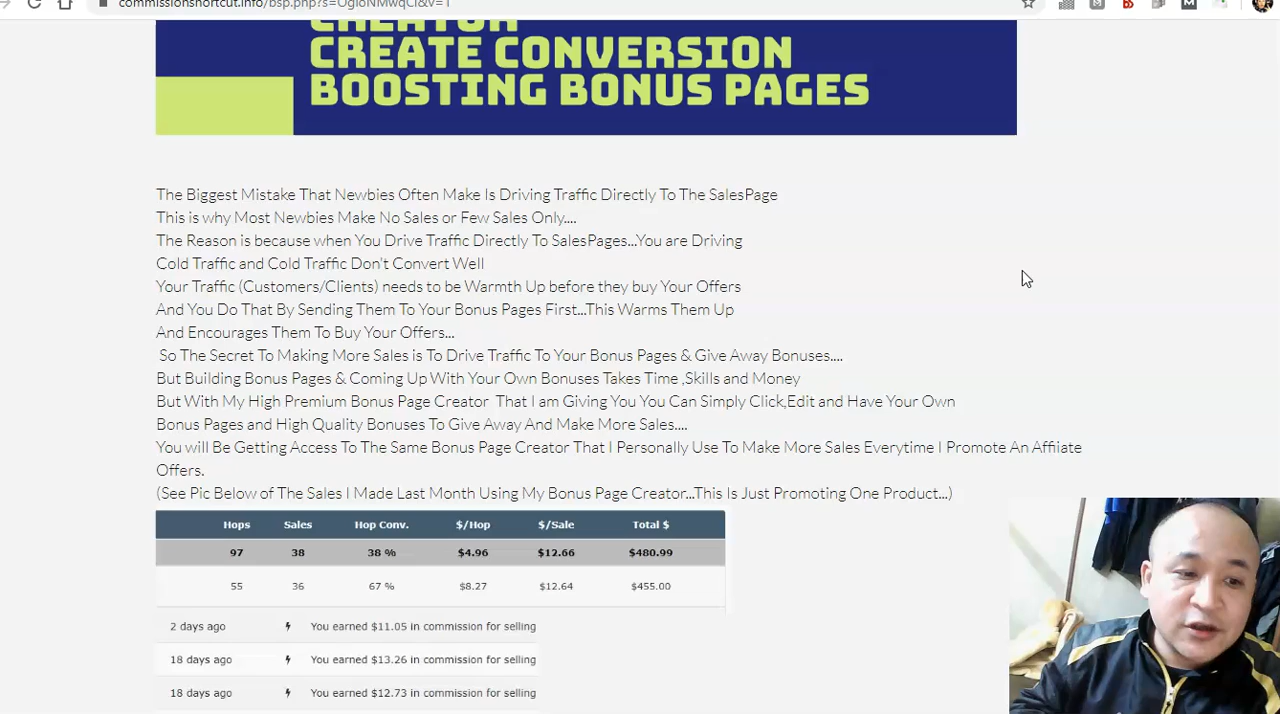 commissionshortcut.info/bsp.php?s=OgIoNMwqCI&v=1
CREATOR
CREATE CONVERSION
BOOSTING BONUS PAGES
The Biggest Mistake That Newbies Often Make Is Driving Traffic Directly To The SalesPage
This is why Most Newbies Make No Sales or Few Sales Only....
The Reason is because when You Drive Traffic Directly To SalesPages...You are Driving
Cold Traffic and Cold Traffic Don't Convert Well
Your Traffic (Customers/Clients) needs to be Warmth Up before they buy Your Offers
And You Do That By Sending Them To Your Bonus Pages First...This Warms Them Up
And Encourages Them To Buy Your Offers...
So The Secret To Making More Sales is To Drive Traffic To Your Bonus Pages & Give Away Bonuses....
But Building Bonus Pages & Coming Up With Your Own Bonuses Takes Time ,Skills and Money
But With My High Premium Bonus Page Creator That I am Giving You You Can Simply Click,Edit and Have Your Own
Bonus Pages and High Quality Bonuses To Give Away And Make More Sales....
You will Be Getting Access To The Same Bonus Page Creator That I Personally Use To Make More Sales Everytime I Promote An Affliate
Offers.
(See Pic Below of The Sales I Made Last Month Using My Bonus Page Creator...This Is Just Promoting One Product...)
Hops Sales Hop Conv. $/Hop $/Sale Total $
97 38 38 % $4.96 $12.66 $480.99
55 36 67 % $8.27 $12.64 $455.00
2 days ago You earned $11.05 in commission for selling
18 days ago You earned $13.26 in commission for selling
18 days ago You earned $12.73 in commission for selling